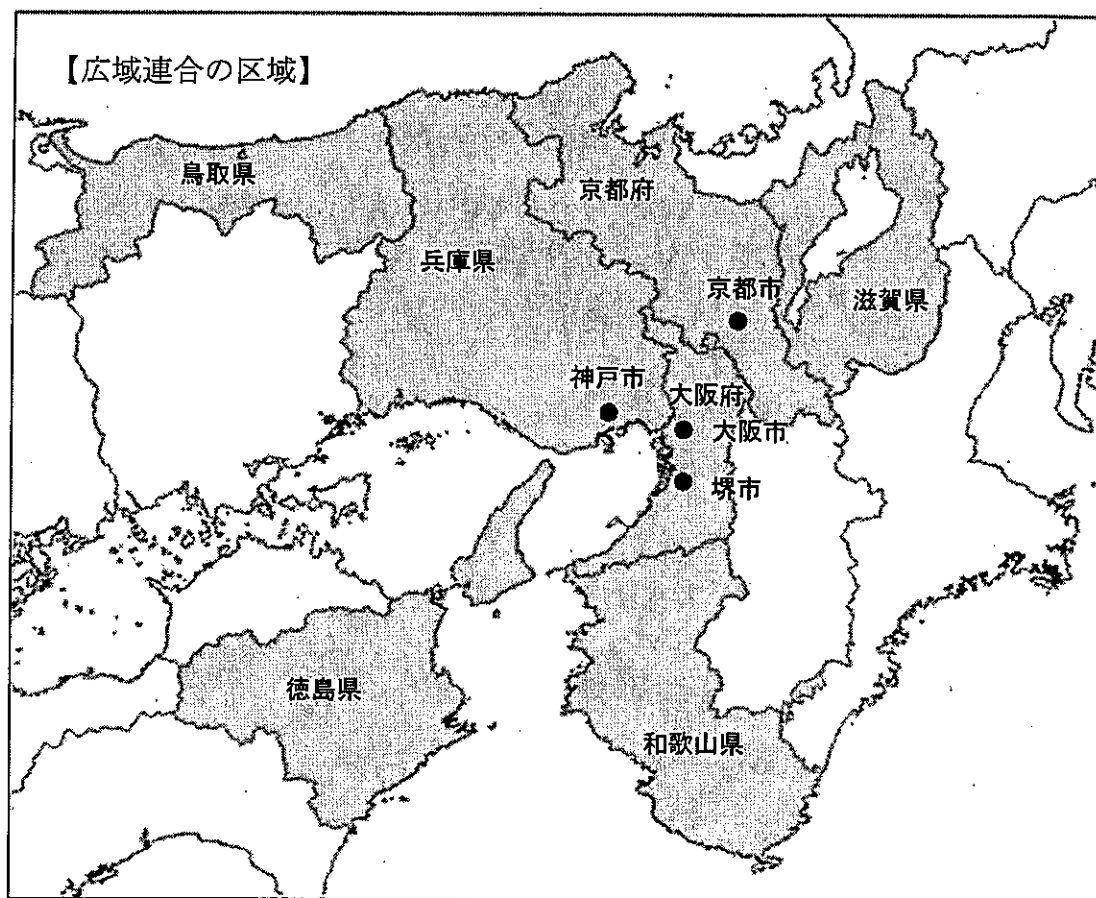 【広域連合の区域】
鳥取県
京都府
兵庫県
京都市
滋賀県
神戸市
大阪府
大阪市
堺市
徳島県
和歌山県